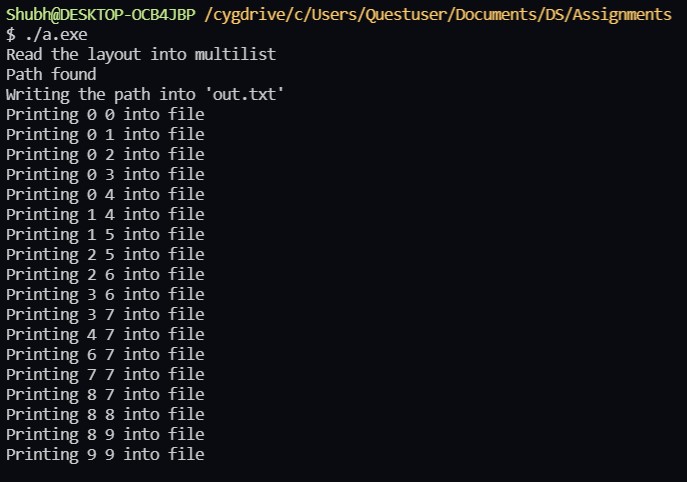 Shubh@DESKTOP-OCB4JBP /cygdrive/c/Users/Questuser/Documents/DS/Assignments
$ ./a.exe
Read the layout into multilist
Path found
Writing the path into 'out.txt'
Printing 0 0 into file
Printing 0 1 into file
Printing 0 2 into file
Printing 0 3 into file
Printing 0 4 into file
Printing 1 4 into file
Printing 1 5 into file
Printing 2 5 into file
Printing 2 6 into file
Printing 3 6 into file
Printing 3 7 into file
Printing 4 7 into file
Printing 6 7 into file
Printing 7 7 into file
Printing 8 7 into file
Printing 8 8 into file
Printing 8 9 into file
Printing 9 9 into file